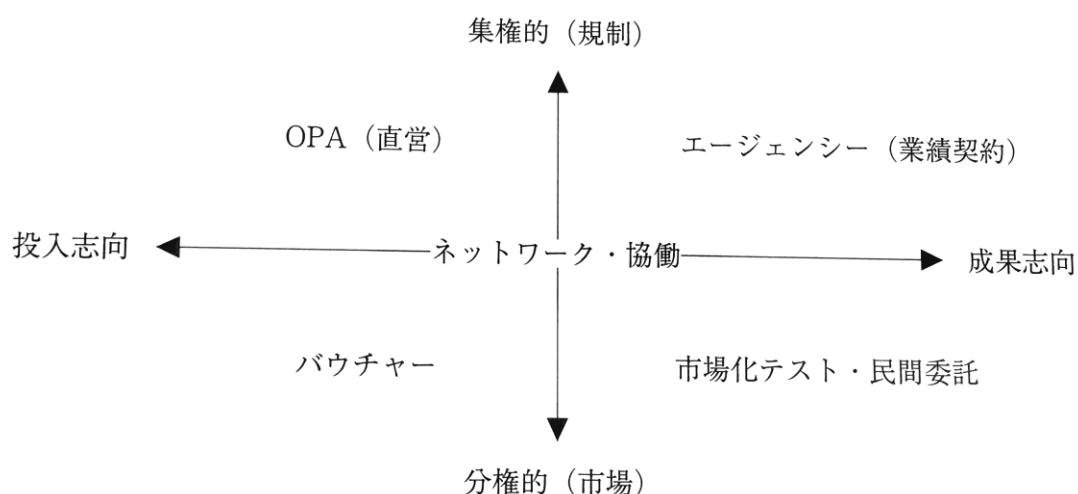 集権的（規制）
OPA（直営）
エージェンシー（業績契約）
投入志向
ネットワーク・協働
成果志向
バウチャー
市場化テスト・民間委託
分権的（市場）